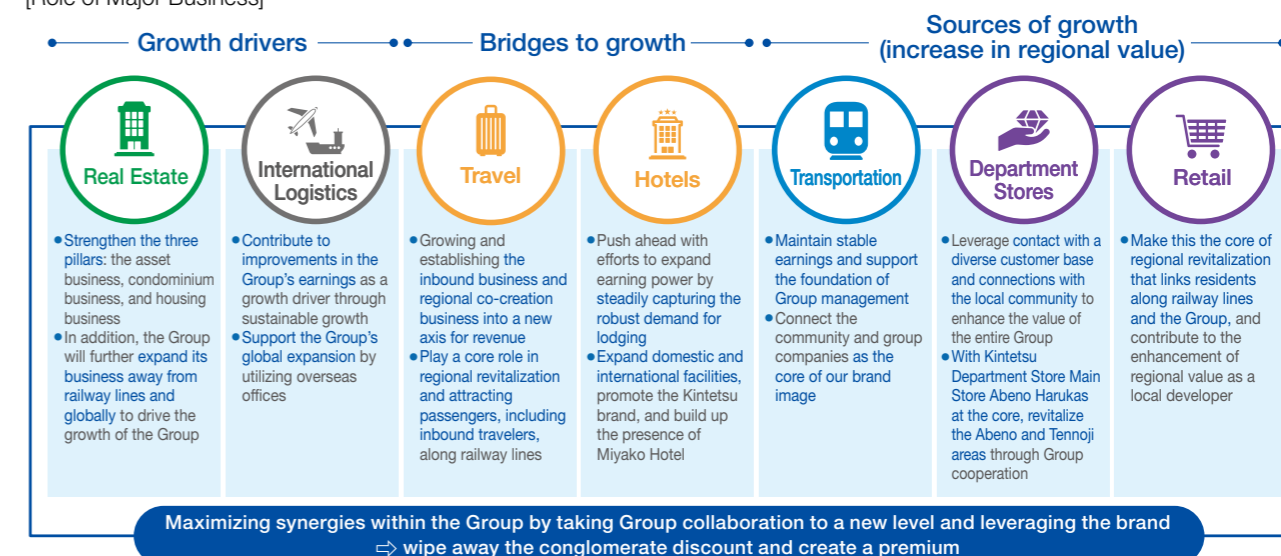 [Role of Major Business]
Growth drivers
Bridges to growth
Sources of growth
(increase in regional value)
Real Estate
International
Logistics
Travel
Hotels
Transportation
Department
Stores
Retail
•Strengthen the three
pillars: the asset
business, condominium
business, and housing
business
•In addition, the Group
will further expand its
business away from
railway lines and
globally to drive the
growth of the Group
•Contribute to
improvements in the
Group's earnings as a
growth driver through
sustainable growth
•Support the Group's
global expansion by
utilizing overseas
offices
•Growing and
establishing the
inbound business and
regional co-creation
business into a new
axis for revenue
•Play a core role in
regional revitalization
and attracting
passengers, including
inbound travelers,
along railway lines
•Push ahead with
efforts to expand
earning power by
steadily capturing the
robust demand for
lodging
•Expand domestic and
international facilities,
promote the Kintetsu
brand, and build up
the presence of
Miyako Hotel
•Maintain stable
earnings and support
the foundation of
Group management
•Connect the
community and group
companies as the
core of our brand
image
•Leverage contact with a
diverse customer base
and connections with
the local community to
enhance the value of
the entire Group
•With Kintetsu
Department Store Main
Store Abeno Harukas
at the core, revitalize
the Abeno and Tennoji
areas through Group
cooperation
•Make this the core of
regional revitalization
that links residents
along railway lines
and the Group, and
contribute to the
enhancement of
regional value as a
local developer
Maximizing synergies within the Group by taking Group collaboration to a new level and leveraging the brand
⇨ wipe away the conglomerate discount and create a premium